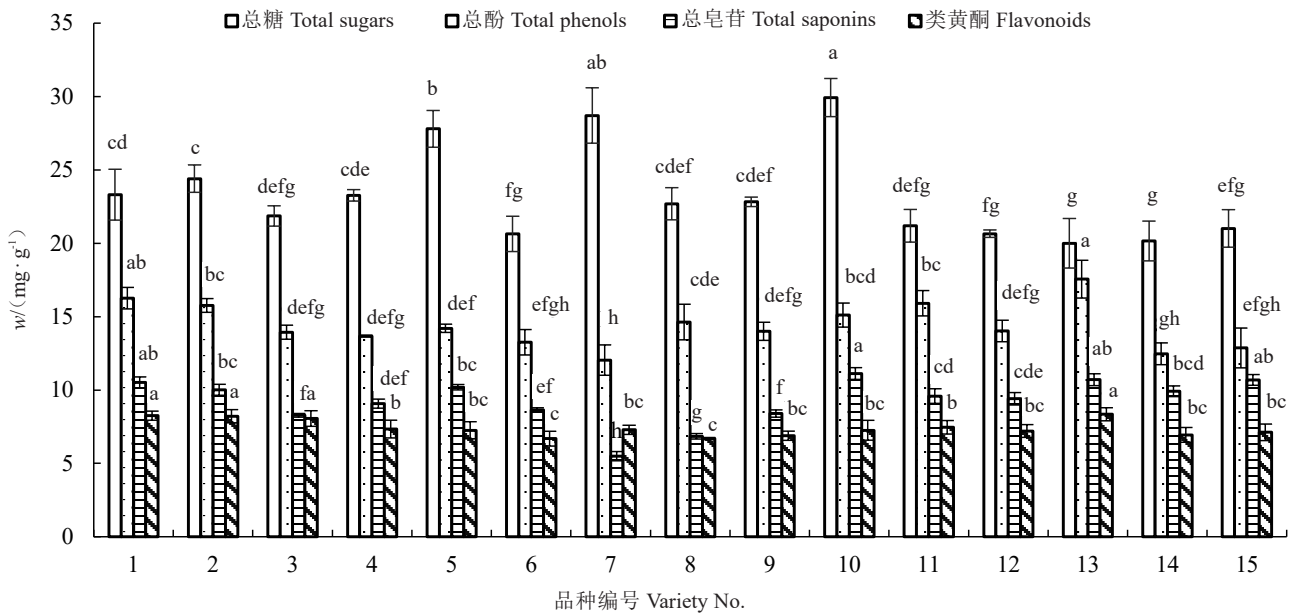 总糖 Total sugars 总酚 Total phenols 总皂苷 Total saponins 类黄酮 Flavonoids
w/(mg·g⁻¹)
35
30
25
20
15
10
5
0
cd ab ab a
c bc bc a
defg defg fa
cde defg def b
b def bc bc
fg efgh ef c
ab h h bc
cdef cde g c
cdef defg f bc
a bcd a bc
defg bc cd b
fg defg cde bc
g a ab a
g gh bcd bc
efg efgh ab bc
1 2 3 4 5 6 7 8 9 10 11 12 13 14 15
品种编号 Variety No.